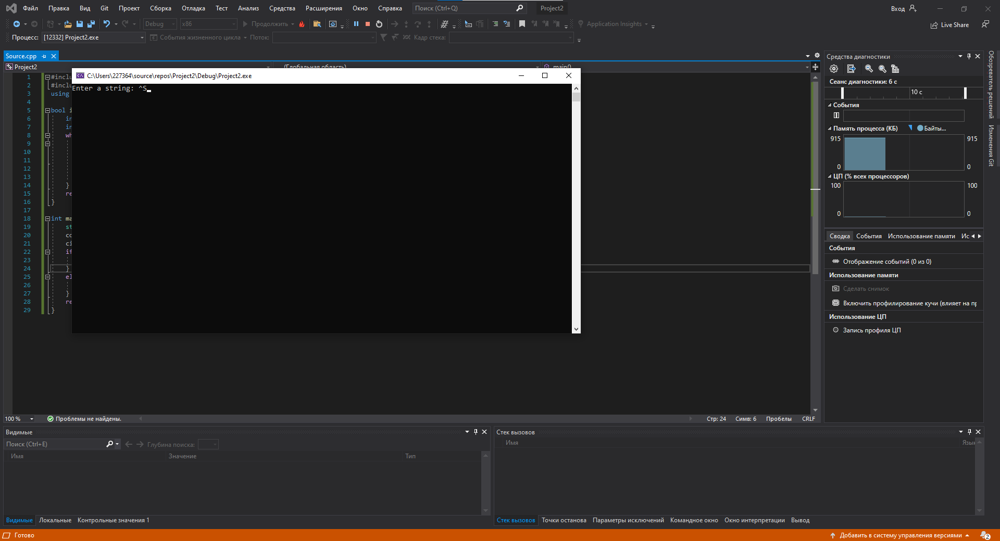 Файл Правка Вид Git Проект Сборка Отладка Тест Анализ Средства Расширения Окно Справка Поиск (Ctrl+Q) Project2 Вход
Debug x86 Продолжить Application Insights Live Share
Процесс: [12332] Project2.exe События жизненного цикла Поток: Кадр стека:
Source.cpp
Project2 (Глобальная область) main()
C:\Users\227364\source\repos\Project2\Debug\Project2.exe
Enter a string: ^S
1 #inclu
2 #inclu
3 using
4
5 bool i
6 in
7 in
8 wh
9
10
11
12
13
14 }
15 re
16 }
17
18 int ma
19 st
20 co
21 ci
22 if
23
24 }
25 el
26
27 }
28 re
29 }
100 % Проблемы не найдены. Стр: 24 Симв: 6 Пробелы CRLF
Средства диагностики
Сеанс диагностики: 6 с
10 с
События
Память процесса (КБ) Байты...
915 915
0 0
ЦП (% всех процессоров)
100 100
0 0
Сводка События Использование памяти Ис
События
Отображение событий (0 из 0)
Использование памяти
Сделать снимок
Включить профилирование кучи (влияет на пр
Использование ЦП
Запись профиля ЦП
Обозреватель решений
Изменения Git
Видимые
Поиск (Ctrl+E) Глубина поиска:
Имя Значение Тип
Видимые Локальные Контрольные значения 1
Стек вызовов
Имя Язык
Стек вызовов Точки останова Параметры исключений Командное окно Окно интерпретации Вывод
Готово Добавить в систему управления версиями 2